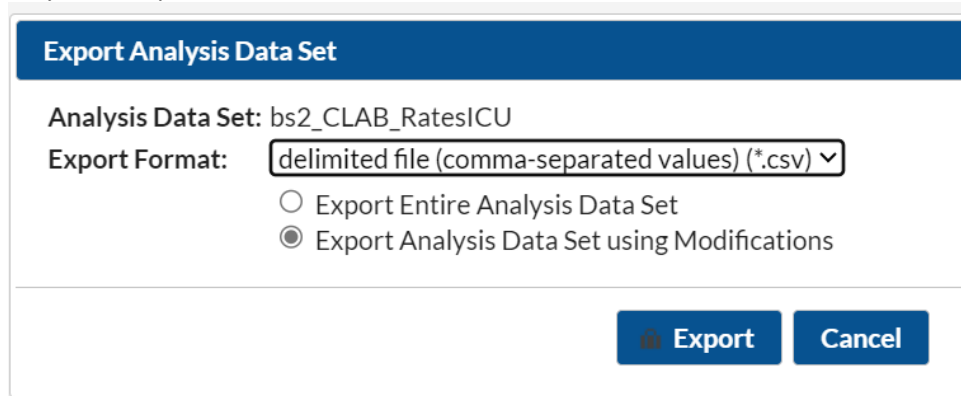 Export Analysis Data Set
Analysis Data Set: bs2_CLAB_RatesICU
Export Format: delimited file (comma-separated values) (*.csv)
Export Entire Analysis Data Set
Export Analysis Data Set using Modifications
Export Cancel